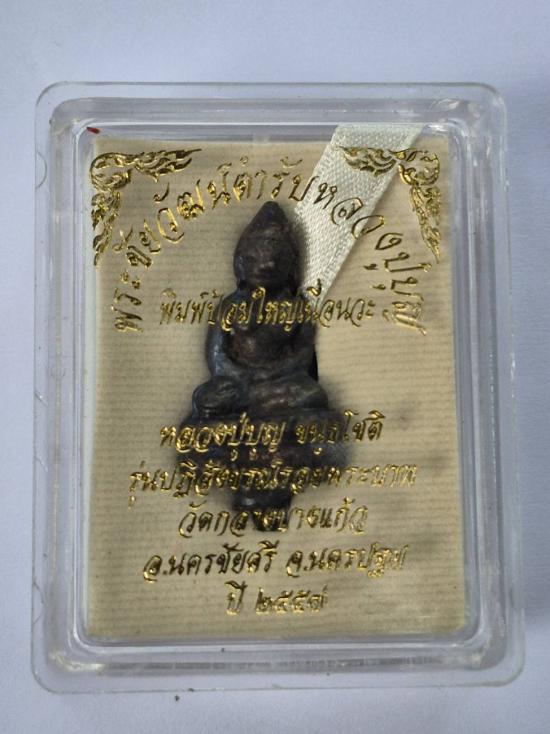 พระชัยวัฒน์ตำรับหลวงปู่บุญ
พิมพ์ป้อมใหญ่เนื้อนวะ
หลวงปู่บุญ ขนฺธโชติ
รุ่นปฏิสังขรณ์รอยพระบาท
วัดกลางบางแก้ว
อ.นครชัยศรี จ.นครปฐม
ปี ๒๕๕๗